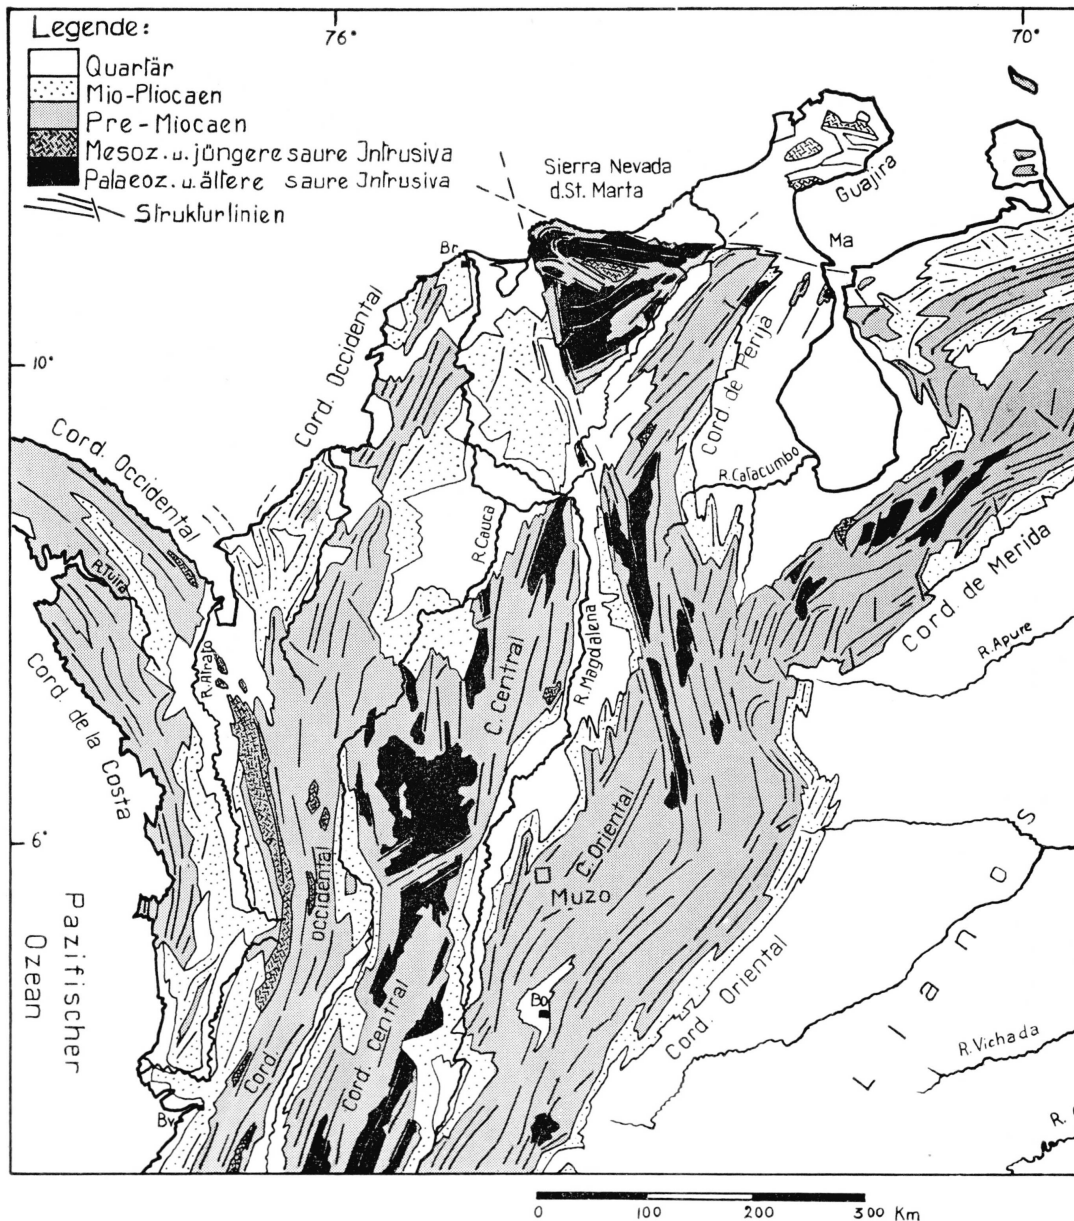 Legende:
Quartär
Mio-Pliocaen
Pre-Miocaen
Mesoz. u. jüngere saure Intrusiva
Palaeoz. u. ältere saure Intrusiva
Strukturlinien
76°
70°
Sierra Nevada
d. St. Marta
Guajira
Ma
Br.
10°
Cord. Occidental
Cord. Occidental
Cord de Perijà
R. Catacumbo
R. Cauca
R. Magdalena
Cord. de Merida
R. Apure
R. Tuira
R. Atrato
Cord. de la Costa
C. Central
C. Oriental
Muzo
6°
Occidental
Cord.
Cord. Central
Cord. Oriental
Bo.
Bv.
Pazifischer
Ozean
Llanos
R. Vichada
R.
0 100 200 300 Km